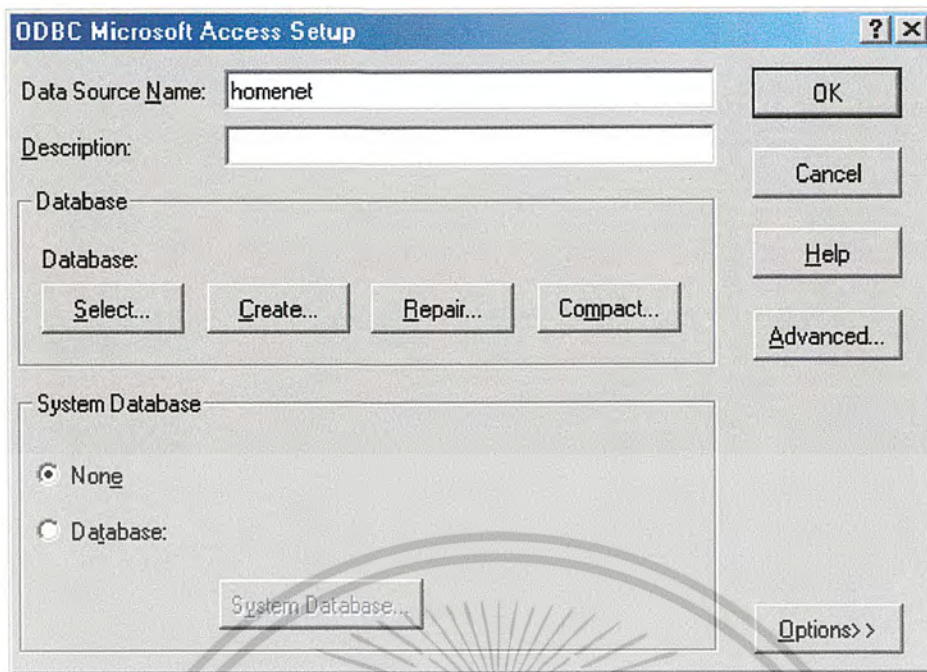 ODBC Microsoft Access Setup
Data Source Name: homenet
OK
Description:
Cancel
Database
Database:
Help
Select... Create... Repair... Compact...
Advanced...
System Database
None
Database:
System Database...
Options>>